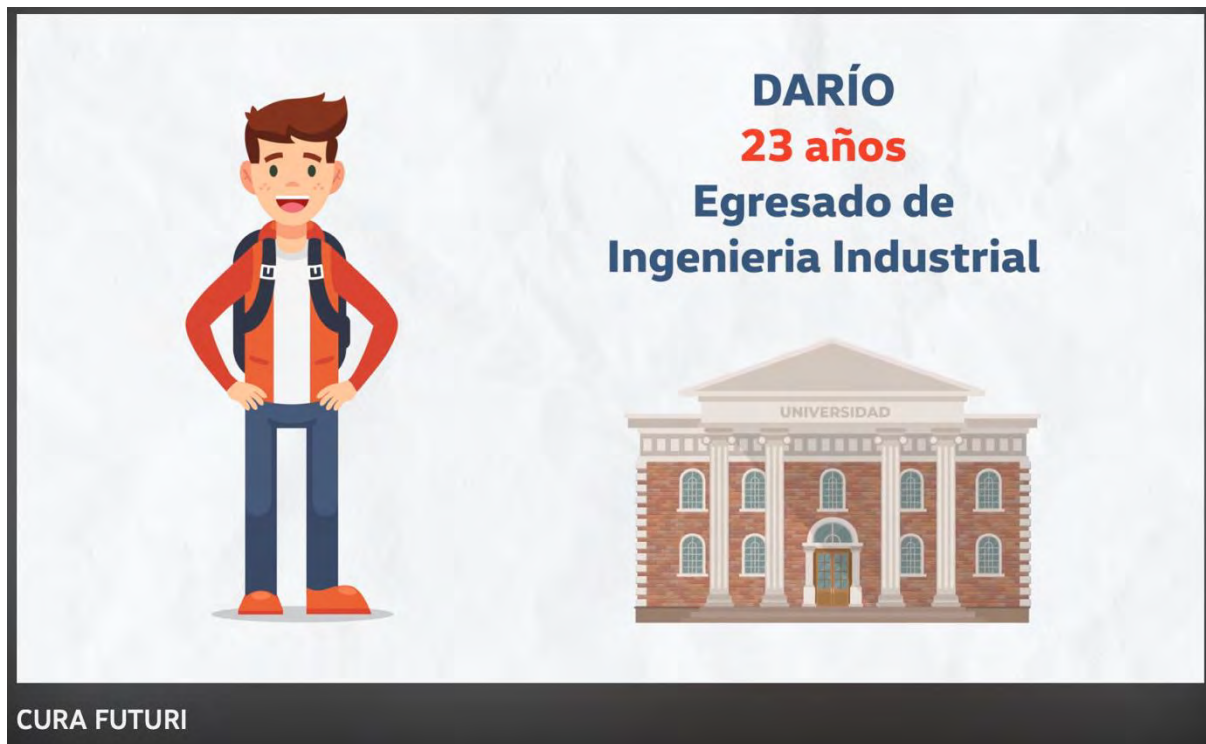 DARÍO
23 años
Egresado de
Ingenieria Industrial
UNIVERSIDAD
CURA FUTURI